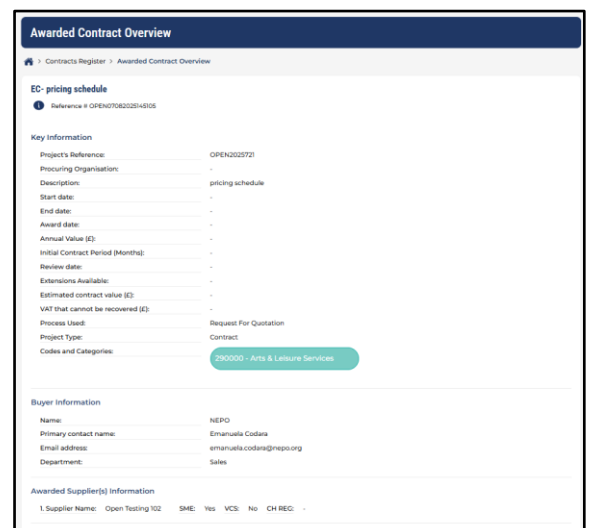 Awarded Contract Overview
> Contracts Register > Awarded Contract Overview
EC- pricing schedule
i Reference # OPEN07082025145105
Key Information
Project's Reference: OPEN2025721
Procuring Organisation: -
Description: pricing schedule
Start date: -
End date: -
Award date: -
Annual Value (£): -
Initial Contract Period (Months): -
Review date: -
Extensions Available: -
Estimated contract value (£): -
VAT that cannot be recovered (£): -
Process Used: Request For Quotation
Project Type: Contract
Codes and Categories: 290000 - Arts & Leisure Services
Buyer Information
Name: NEPO
Primary contact name: Emanuela Codara
Email address: emanuela.codara@nepo.org
Department: Sales
Awarded Supplier(s) Information
1. Supplier Name: Open Testing 102 SME: Yes VCS: No CH REG: -